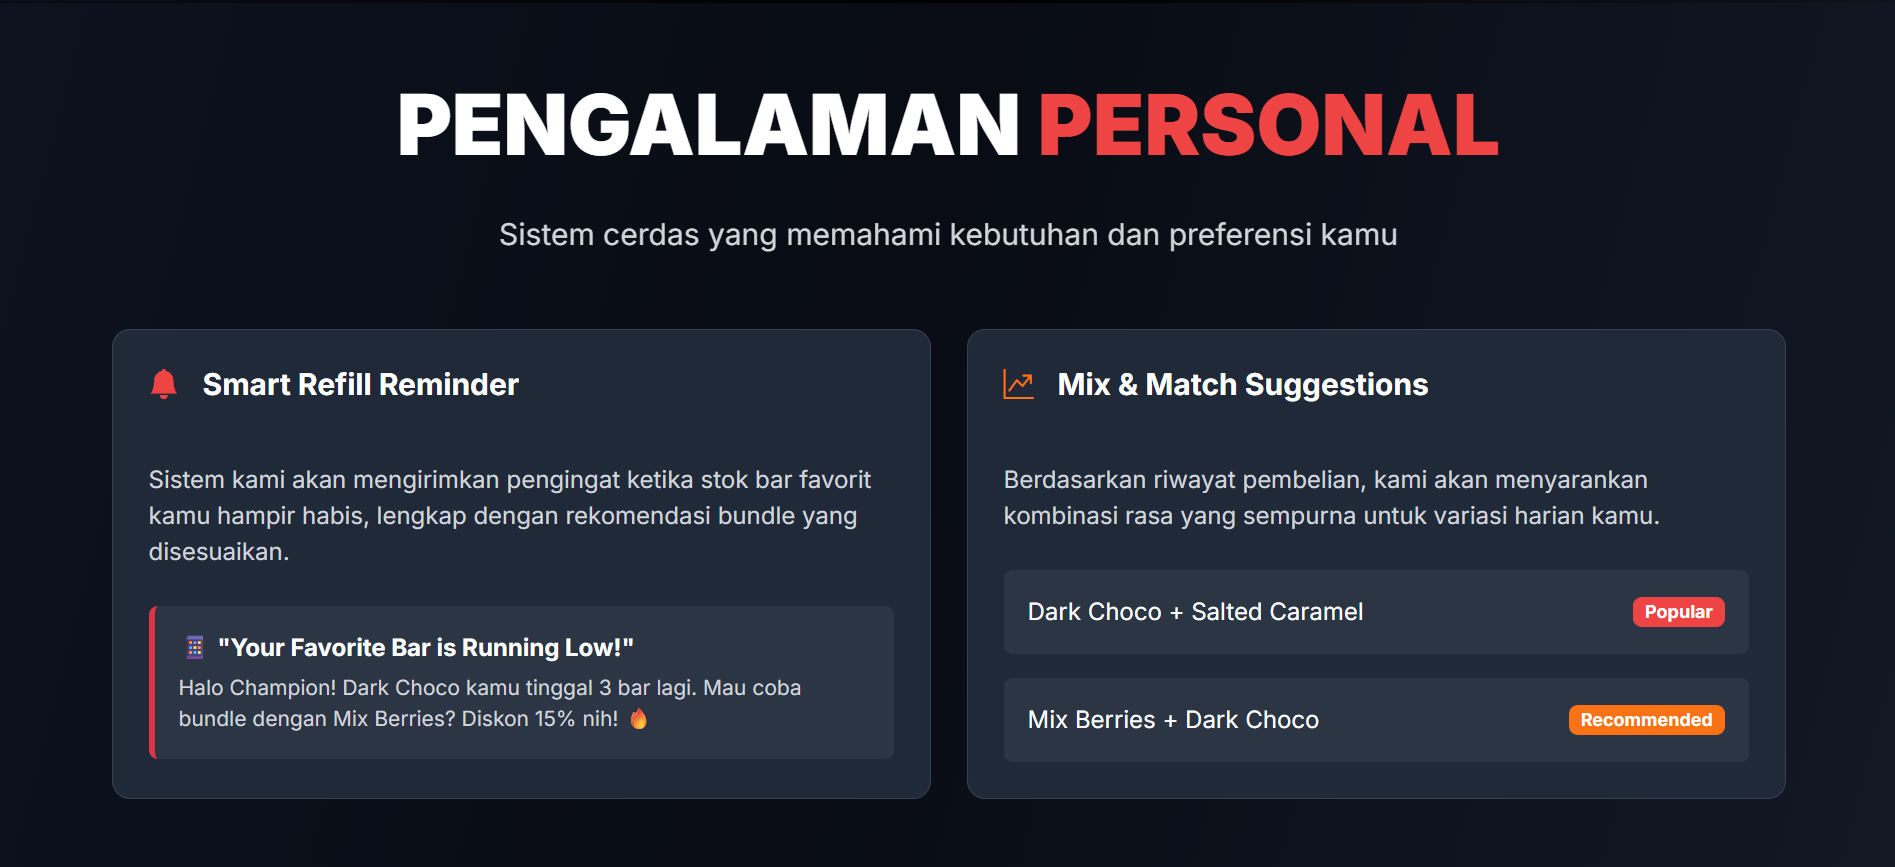 PENGALAMAN PERSONAL
Sistem cerdas yang memahami kebutuhan dan preferensi kamu
Smart Refill Reminder
Sistem kami akan mengirimkan pengingat ketika stok bar favorit
kamu hampir habis, lengkap dengan rekomendasi bundle yang
disesuaikan.
"Your Favorite Bar is Running Low!"
Halo Champion! Dark Choco kamu tinggal 3 bar lagi. Mau coba
bundle dengan Mix Berries? Diskon 15% nih! 🔥
Mix & Match Suggestions
Berdasarkan riwayat pembelian, kami akan menyarankan
kombinasi rasa yang sempurna untuk variasi harian kamu.
Dark Choco + Salted Caramel
Popular
Mix Berries + Dark Choco
Recommended